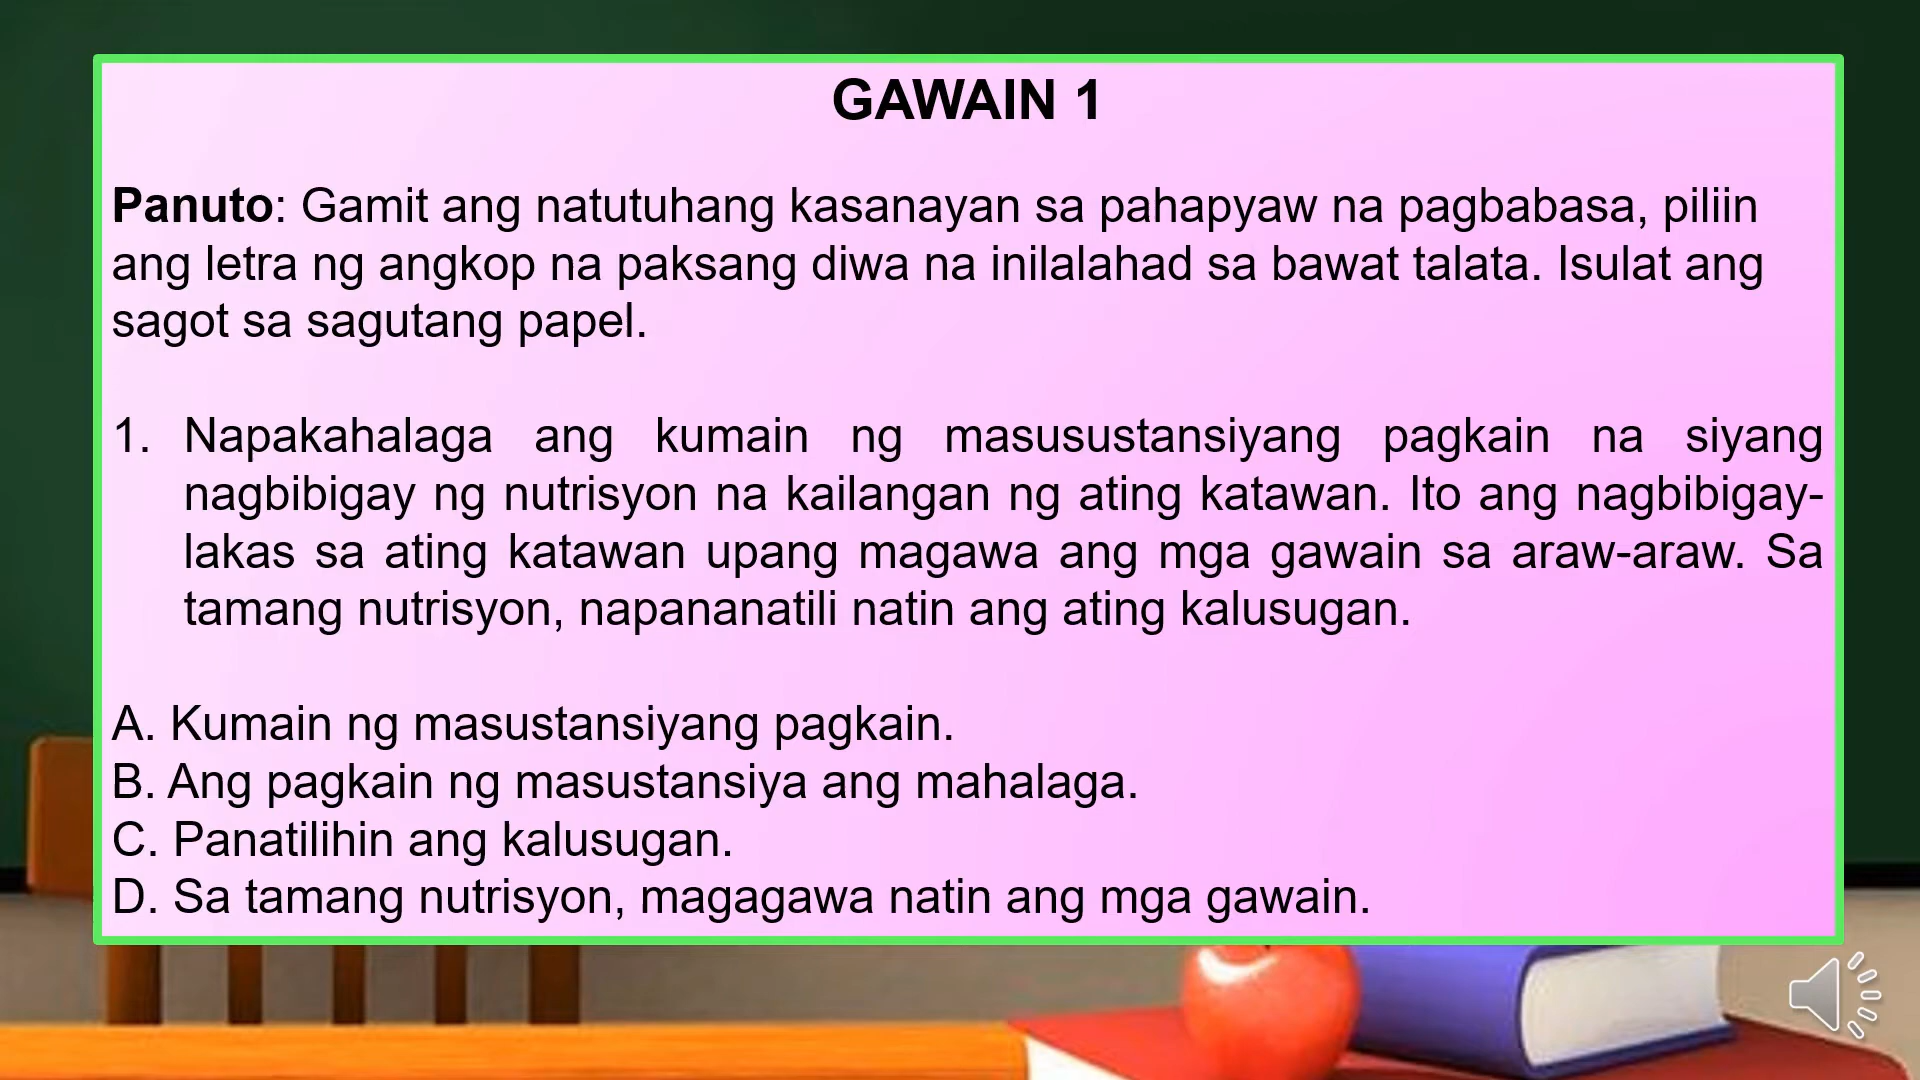 GAWAIN 1
Panuto: Gamit ang natutuhang kasanayan sa pahapyaw na pagbabasa, piliin
ang letra ng angkop na paksang diwa na inilalahad sa bawat talata. Isulat ang
sagot sa sagutang papel.
1. Napakahalaga ang kumain ng masusustansiyang pagkain na siyang
nagbibigay ng nutrisyon na kailangan ng ating katawan. Ito ang nagbibigay-
lakas sa ating katawan upang magawa ang mga gawain sa araw-araw. Sa
tamang nutrisyon, napananatili natin ang ating kalusugan.
A. Kumain ng masustansiyang pagkain.
B. Ang pagkain ng masustansiya ang mahalaga.
C. Panatilihin ang kalusugan.
D. Sa tamang nutrisyon, magagawa natin ang mga gawain.